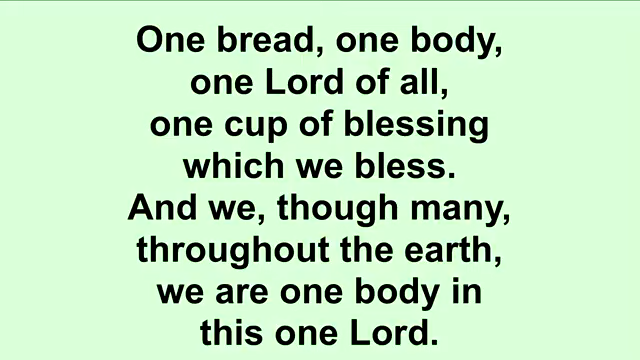 One bread, one body,
one Lord of all,
one cup of blessing
which we bless.
And we, though many,
throughout the earth,
we are one body in
this one Lord.